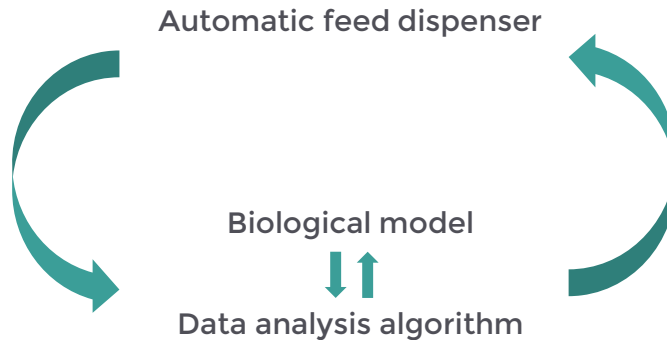 Automatic feed dispenser
Biological model
Data analysis algorithm